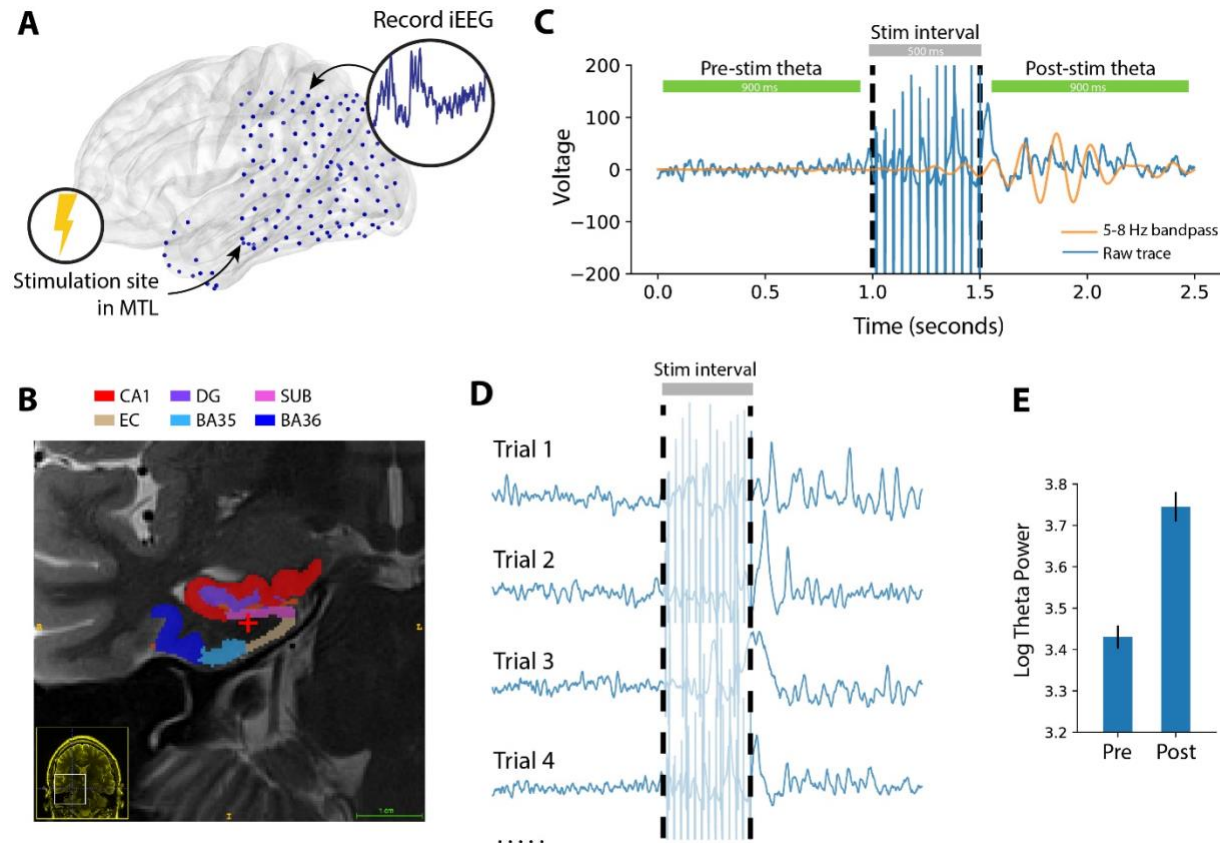 A
Record iEEG
Stimulation site
in MTL
B
CA1 DG SUB
EC BA35 BA36
1 cm
C
Stim interval
500 ms
Pre-stim theta
900 ms
Post-stim theta
900 ms
200
100
0
−100
−200
Voltage
5-8 Hz bandpass
Raw trace
0.0 0.5 1.0 1.5 2.0 2.5
Time (seconds)
D
Stim interval
Trial 1
Trial 2
Trial 3
Trial 4
.....
E
3.8
3.7
3.6
3.5
3.4
3.3
3.2
Log Theta Power
Pre Post